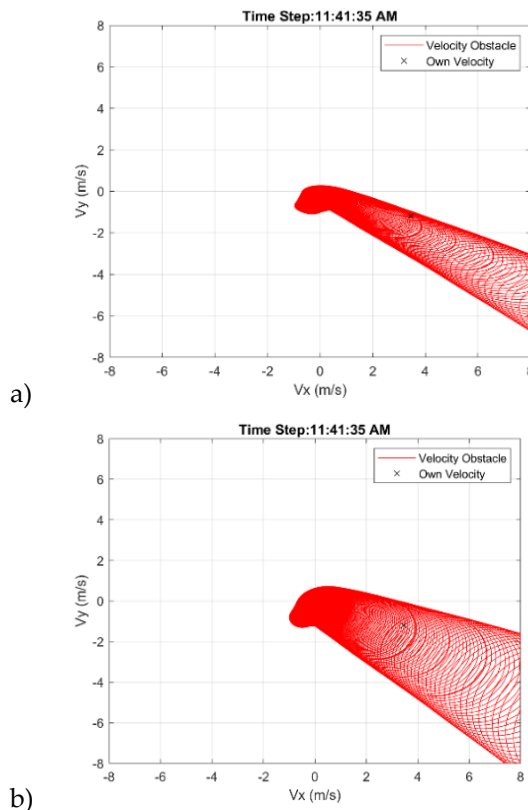 Time Step:11:41:35 AM
Velocity Obstacle
Own Velocity
8
6
4
2
0
-2
-4
-6
-8
Vy (m/s)
-8 -6 -4 -2 0 2 4 6 8
Vx (m/s)
a)
Time Step:11:41:35 AM
Velocity Obstacle
Own Velocity
8
6
4
2
0
-2
-4
-6
-8
Vy (m/s)
-8 -6 -4 -2 0 2 4 6 8
Vx (m/s)
b)